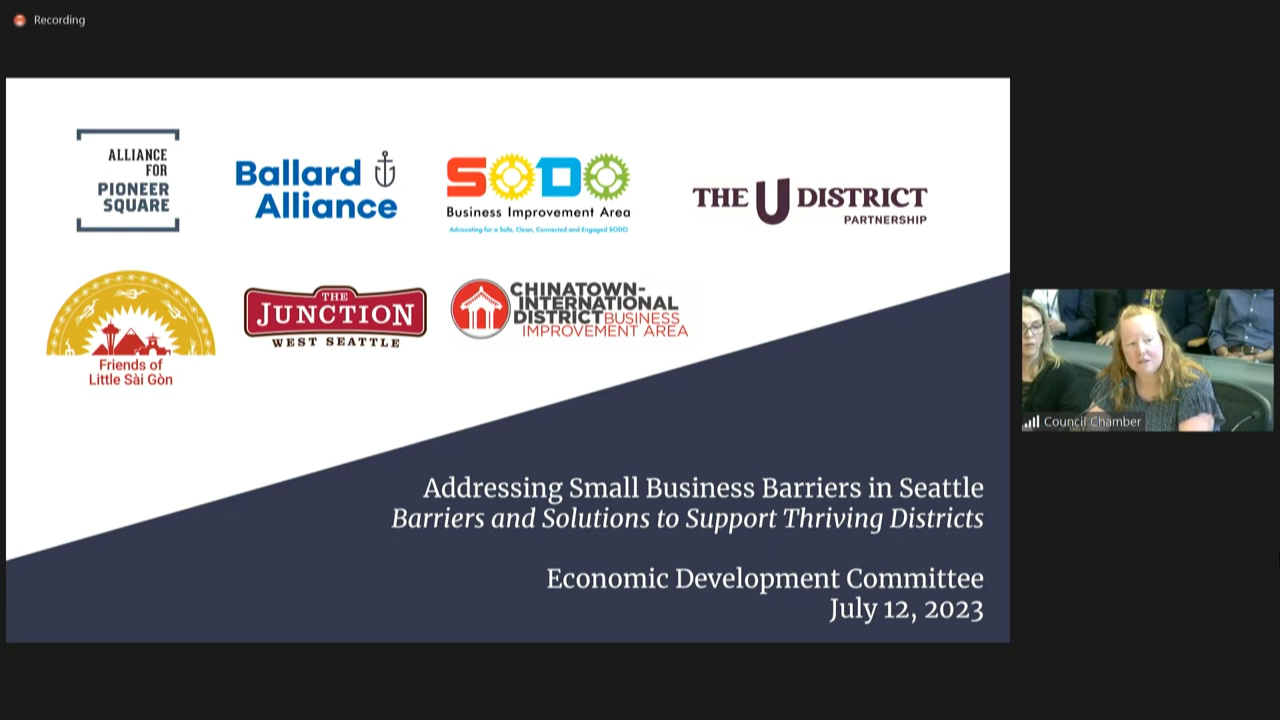 Recording
ALLIANCE
FOR
PIONEER
SQUARE
Ballard
Alliance
SODO
Business Improvement Area
Advocating for a Safe, Clean, Connected and Engaged SODO
THE U DISTRICT
PARTNERSHIP
Friends of
Little Sài Gòn
THE
JUNCTION
WEST SEATTLE
CHINATOWN-
INTERNATIONAL
DISTRICT BUSINESS
IMPROVEMENT AREA
Addressing Small Business Barriers in Seattle
Barriers and Solutions to Support Thriving Districts
Economic Development Committee
July 12, 2023
Council Chamber